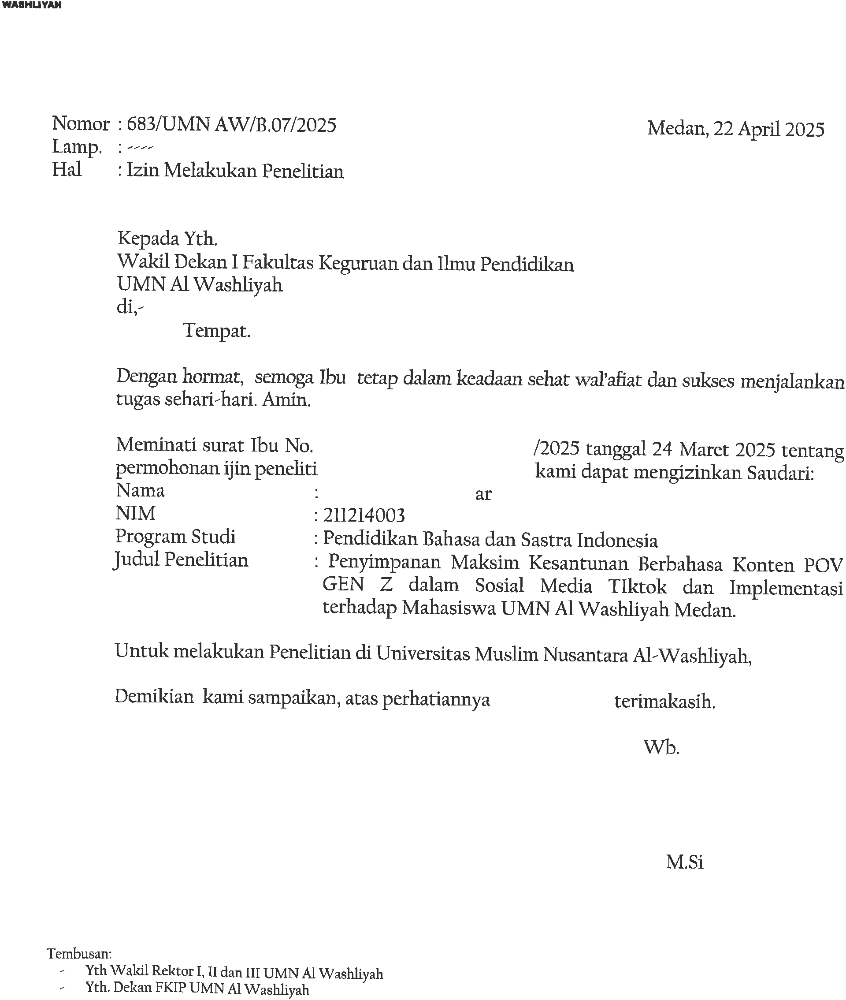 WASHLIYAH
Nomor : 683/UMN AW/B.07/2025
Medan, 22 April 2025
Lamp. : ----
Hal : Izin Melakukan Penelitian
Kepada Yth.
Wakil Dekan I Fakultas Keguruan dan Ilmu Pendidikan
UMN Al Washliyah
di,-
Tempat.
Dengan hormat, semoga Ibu tetap dalam keadaan sehat wal'afiat dan sukses menjalankan
tugas sehari-hari. Amin.
Meminati surat Ibu No. /2025 tanggal 24 Maret 2025 tentang
permohonan ijin peneliti kami dapat mengizinkan Saudari:
Nama : ar
NIM : 211214003
Program Studi : Pendidikan Bahasa dan Sastra Indonesia
Judul Penelitian : Penyimpanan Maksim Kesantunan Berbahasa Konten POV
GEN Z dalam Sosial Media TIktok dan Implementasi
terhadap Mahasiswa UMN Al Washliyah Medan.
Untuk melakukan Penelitian di Universitas Muslim Nusantara Al-Washliyah,
Demikian kami sampaikan, atas perhatiannya terimakasih.
Wb.
M.Si
Tembusan:
- Yth Wakil Rektor I, II dan III UMN Al Washliyah
- Yth. Dekan FKIP UMN Al Washliyah